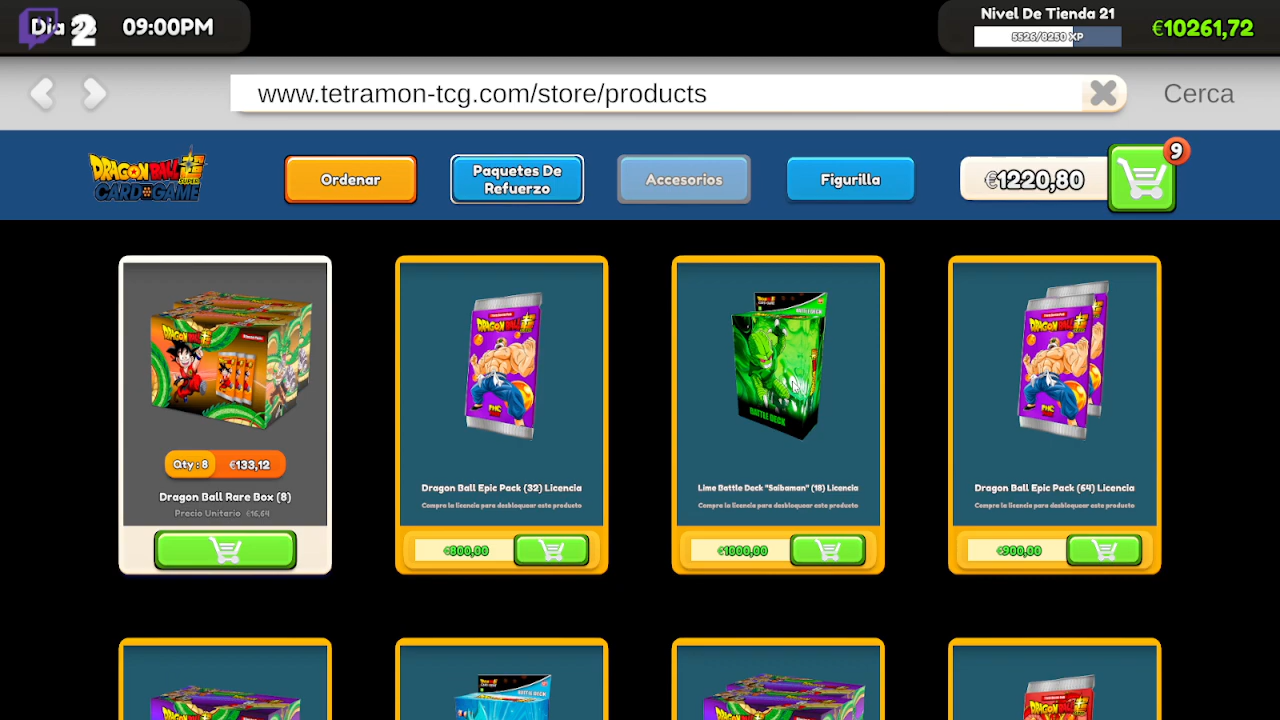 Dia 2
09:00PM
Nivel De Tienda 21
5526/8250 XP
€10261,72
www.tetramon-tcg.com/store/products
Cerca
DRAGON BALL SUPER
CARD GAME
Ordenar
Paquetes De
Refuerzo
Accesorios
Figurilla
€1220,80
9
Qty : 8 €133,12
Dragon Ball Rare Box (8)
Precio Unitario €16,64
BATTLE DECK
Dragon Ball Epic Pack (32) Licencia
Compra la licencia para desbloquear este producto
€800,00
Lime Battle Deck "Saibaman" (18) Licencia
Compra la licencia para desbloquear este producto
€1000,00
Dragon Ball Epic Pack (64) Licencia
Compra la licencia para desbloquear este producto
€900,00